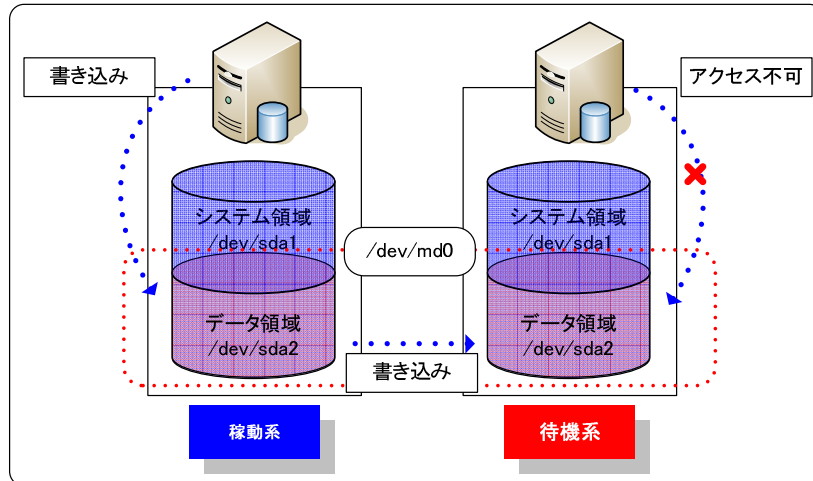 書き込み
アクセス不可
システム領域
/dev/sda1
システム領域
/dev/sda1
/dev/md0
データ領域
/dev/sda2
データ領域
/dev/sda2
書き込み
稼動系
待機系